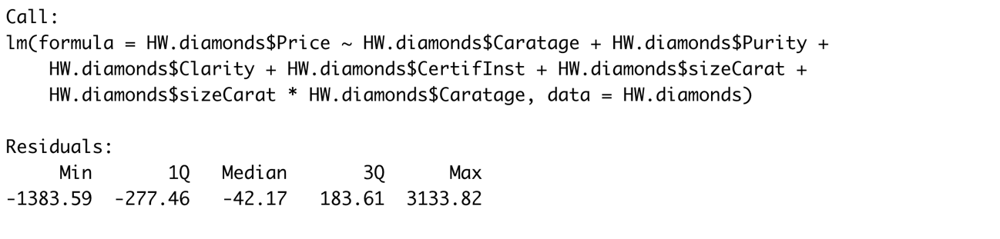 Call:
lm(formula = HW.diamonds$Price ~ HW.diamonds$Caratage + HW.diamonds$Purity +
    HW.diamonds$Clarity + HW.diamonds$CertifInst + HW.diamonds$sizeCarat +
    HW.diamonds$sizeCarat * HW.diamonds$Caratage, data = HW.diamonds)

Residuals:
     Min       1Q   Median       3Q      Max
-1383.59  -277.46   -42.17   183.61  3133.82